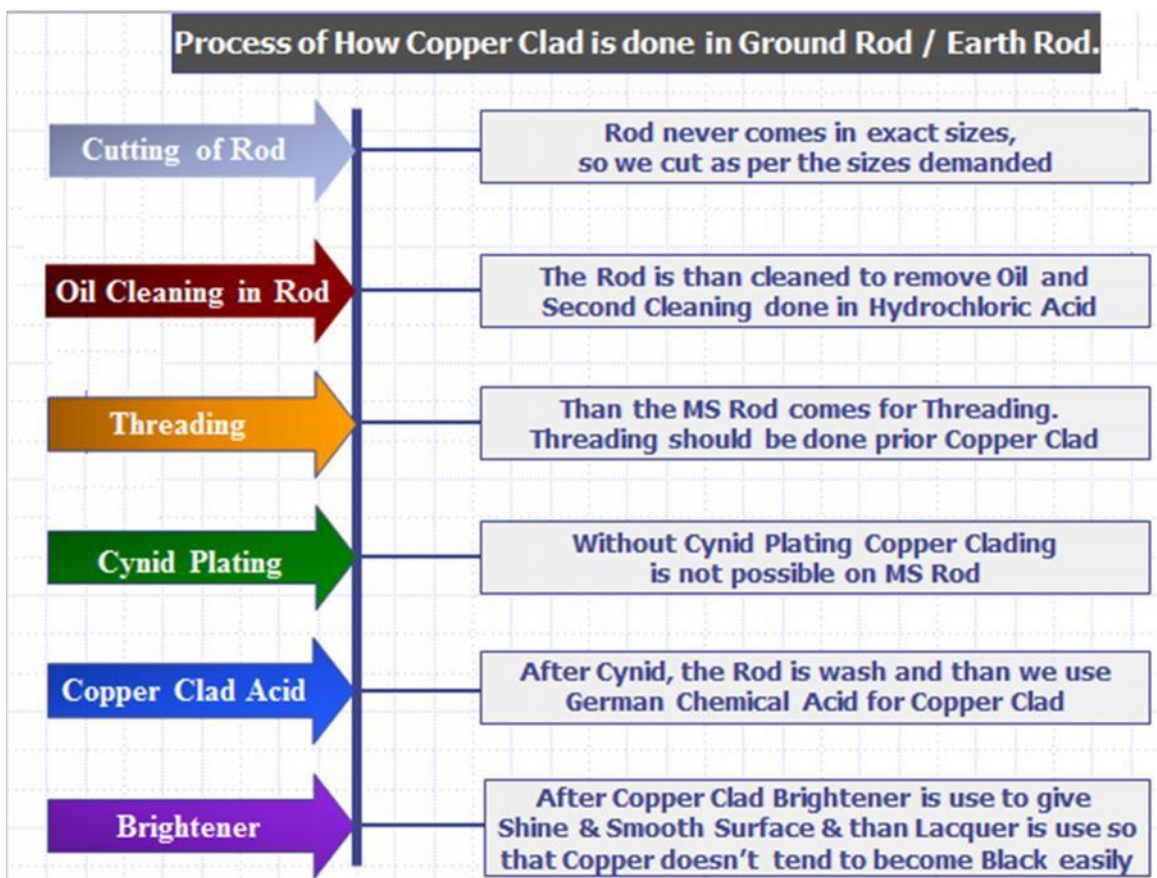 Process of How Copper Clad is done in Ground Rod / Earth Rod.
Cutting of Rod
Rod never comes in exact sizes,
so we cut as per the sizes demanded
Oil Cleaning in Rod
The Rod is than cleaned to remove Oil and
Second Cleaning done in Hydrochloric Acid
Threading
Than the MS Rod comes for Threading.
Threading should be done prior Copper Clad
Cynid Plating
Without Cynid Plating Copper Clading
is not possible on MS Rod
Copper Clad Acid
After Cynid, the Rod is wash and than we use
German Chemical Acid for Copper Clad
Brightener
After Copper Clad Brightener is use to give
Shine & Smooth Surface & than Lacquer is use so
that Copper doesn't tend to become Black easily